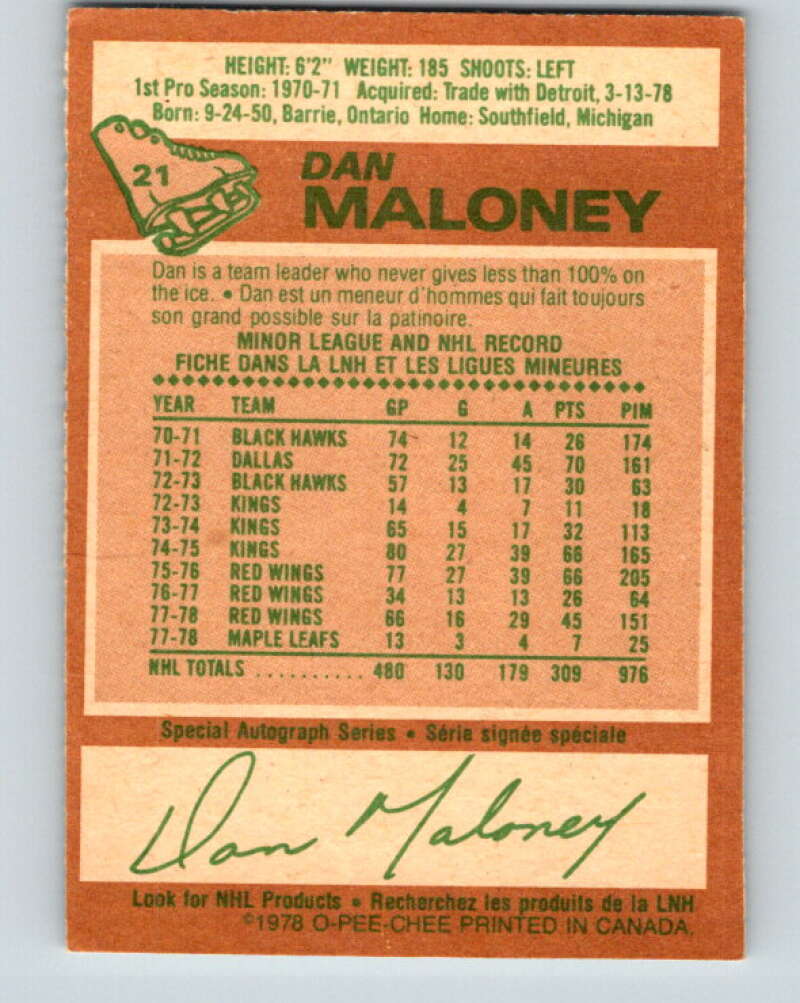 HEIGHT: 6'2" WEIGHT: 185 SHOOTS: LEFT
1st Pro Season: 1970-71 Acquired: Trade with Detroit, 3-13-78
Born: 9-24-50, Barrie, Ontario Home: Southfield, Michigan
21
DAN
MALONEY
Dan is a team leader who never gives less than 100% on
the ice. • Dan est un meneur d'hommes qui fait toujours
son grand possible sur la patinoire.
MINOR LEAGUE AND NHL RECORD
FICHE DANS LA LNH ET LES LIGUES MINEURES
YEAR TEAM GP G A PTS PIM
70-71 BLACK HAWKS 74 12 14 26 174
71-72 DALLAS 72 25 45 70 161
72-73 BLACK HAWKS 57 13 17 30 63
72-73 KINGS 14 4 7 11 18
73-74 KINGS 65 15 17 32 113
74-75 KINGS 80 27 39 66 165
75-76 RED WINGS 77 27 39 66 205
76-77 RED WINGS 34 13 13 26 64
77-78 RED WINGS 66 16 29 45 151
77-78 MAPLE LEAFS 13 3 4 7 25
NHL TOTALS .......... 480 130 179 309 976
Special Autograph Series • Série signée spéciale
Dan Maloney
Look for NHL Products • Recherchez les produits de la LNH
©1978 O-PEE-CHEE PRINTED IN CANADA.